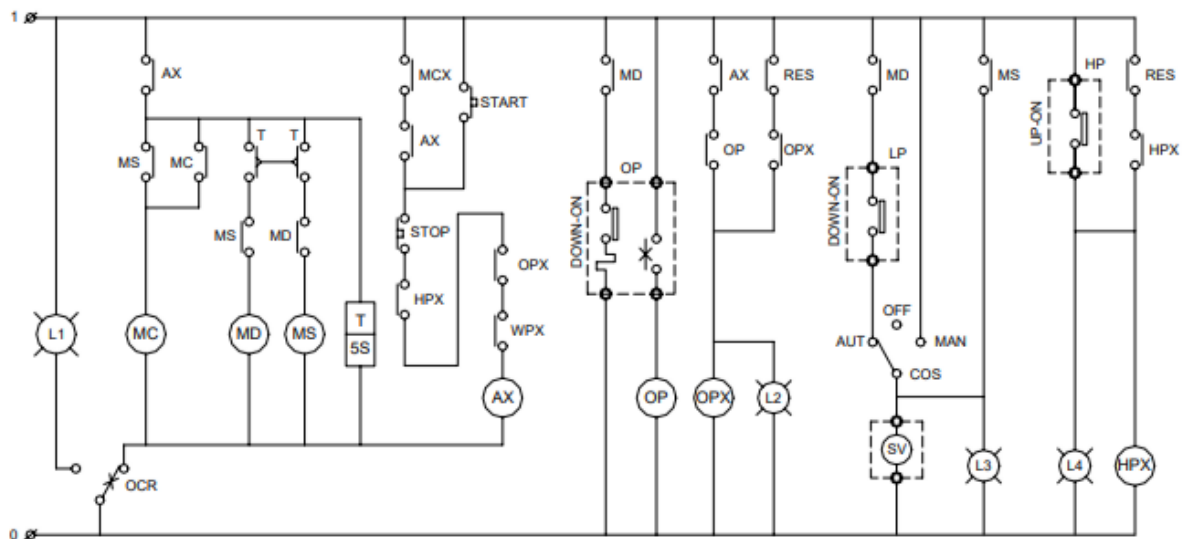 1
AX
MCX
START
MD
AX
RES
MD
MS
HP
RES
UP-ON
MS
MC
T
T
AX
OP
OPX
HPX
LP
OP
DOWN-ON
MS
MD
STOP
OPX
DOWN-ON
HPX
WPX
OFF
L1
MC
MD
MS
T
5S
AUT
MAN
COS
AX
OP
OPX
L2
SV
L3
L4
HPX
OCR
0